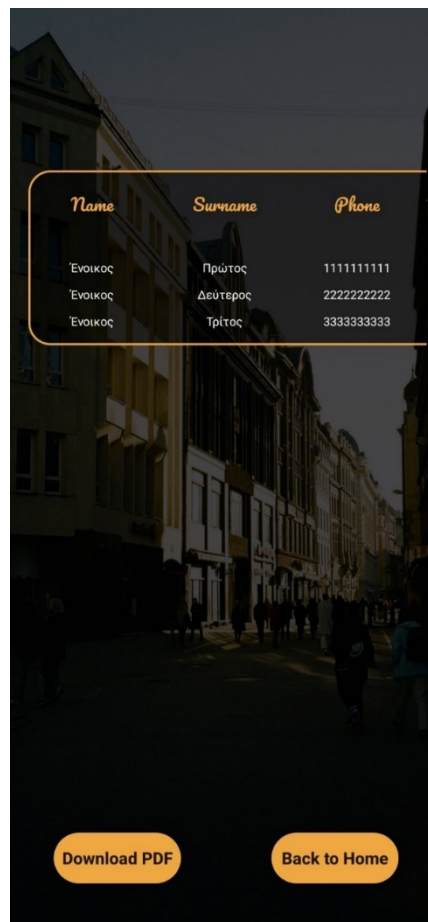 Name Surname Phone
Ένοικος Πρώτος 1111111111
Ένοικος Δεύτερος 2222222222
Ένοικος Τρίτος 3333333333
Download PDF Back to Home